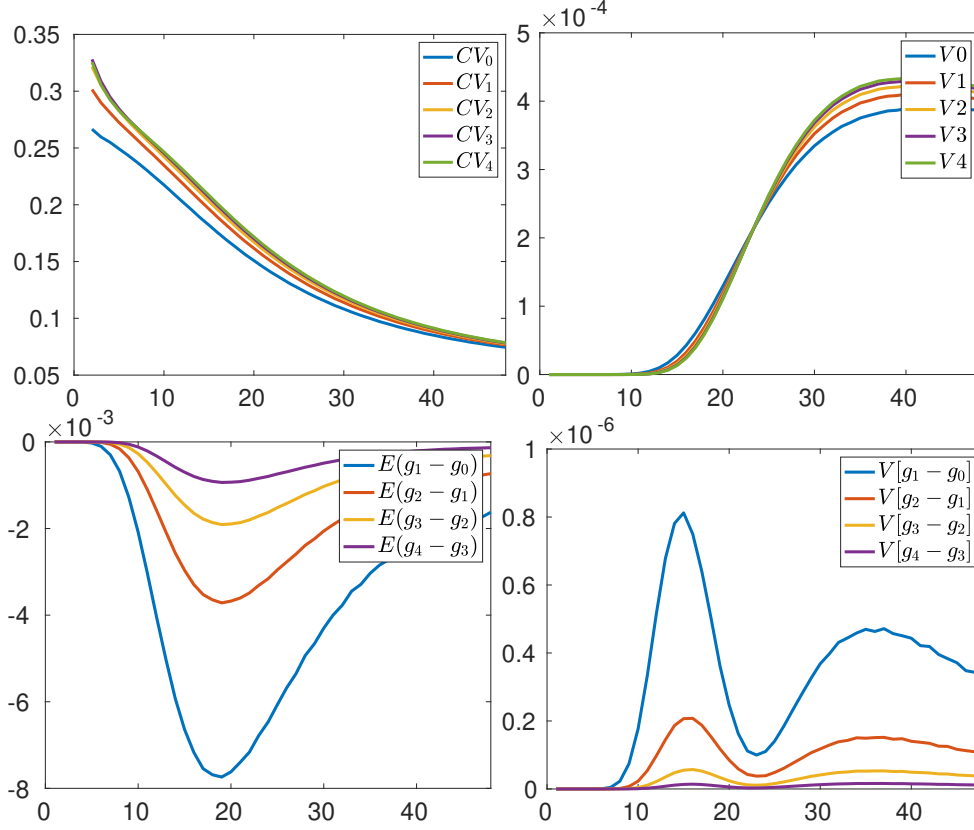 0.35
0.3
0.25
0.2
0.15
0.1
0.05
10
20
30
40
CV₀
CV₁
CV₂
CV₃
CV₄
×10⁻⁴
5
4
3
2
1
0
0
10
20
30
40
V0
V1
V2
V3
V4
×10⁻³
0
-2
-4
-6
-8
0
10
20
30
40
E(g₁ − g₀)
E(g₂ − g₁)
E(g₃ − g₂)
E(g₄ − g₃)
×10⁻⁶
1
0.8
0.6
0.4
0.2
0
0
10
20
30
40
V[g₁ − g₀]
V[g₂ − g₁]
V[g₃ − g₂]
V[g₄ − g₃]